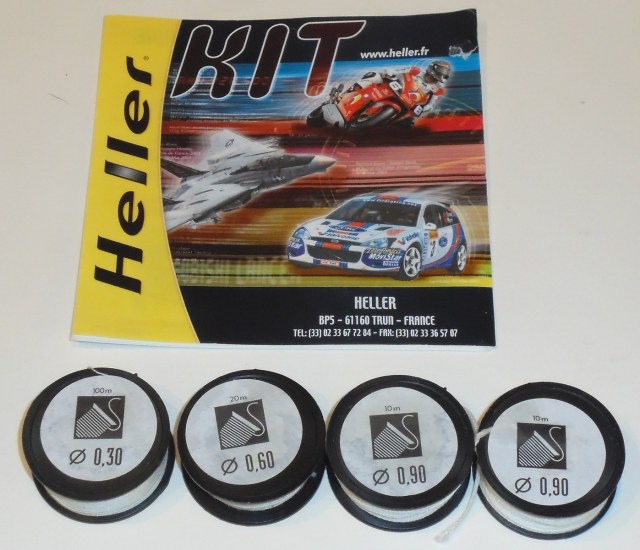 Heller
KIT
www.heller.fr
MoviStar
HELLER
BP5 - 61160 TRUN - FRANCE
TEL: (33) 02 33 67 72 84 - FAX: (33) 02 33 36 57 07
100m
Ø 0,30
20m
Ø 0,60
10m
Ø 0,90
10m
Ø 0,90